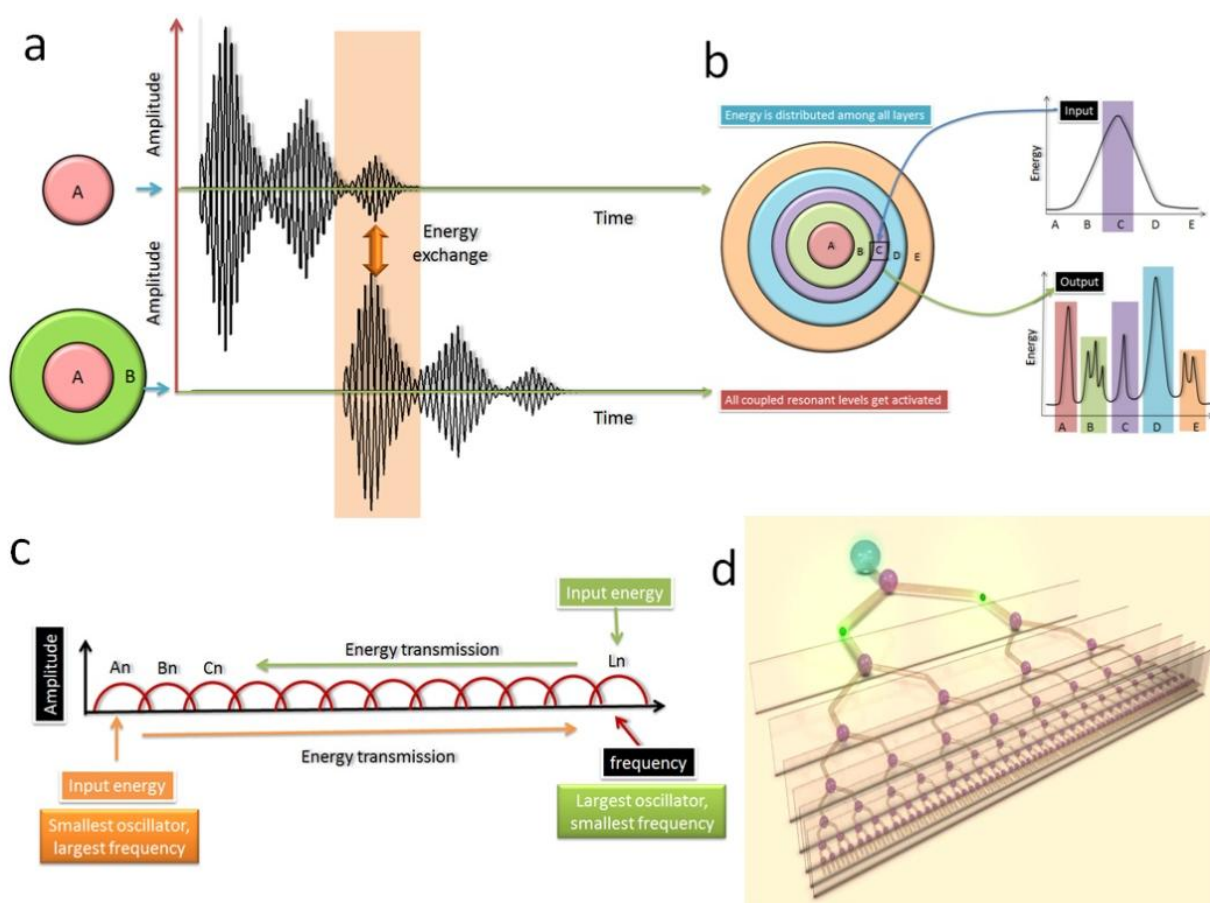 a
Amplitude
A
Time
Energy
exchange
Amplitude
A
B
Time
b
Energy is distributed among all layers
A
B
C
D
E
Input
Energy
A B C D E
Output
Energy
A B C D E
All coupled resonant levels get activated
c
Input energy
Amplitude
An
Bn
Cn
Energy transmission
Ln
Energy transmission
Input energy
frequency
Smallest oscillator,
largest frequency
Largest oscillator,
smallest frequency
d